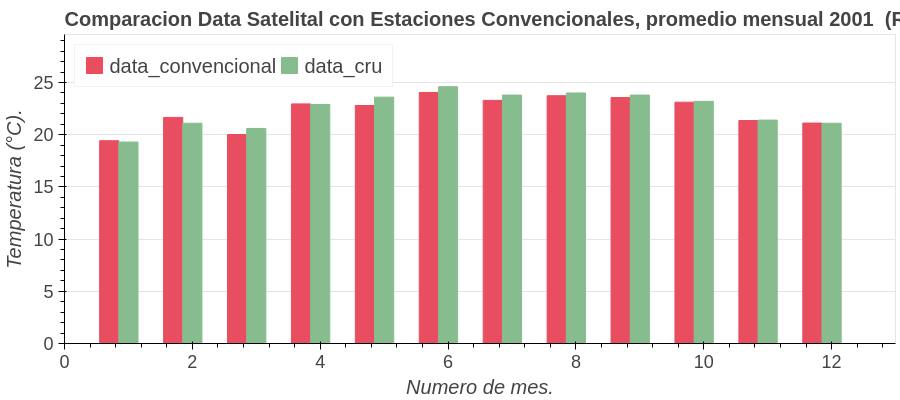 Comparacion Data Satelital con Estaciones Convencionales, promedio mensual 2001 (R
data_convencional data_cru
Temperatura (°C).
25
20
15
10
5
0
0 2 4 6 8 10 12
Numero de mes.